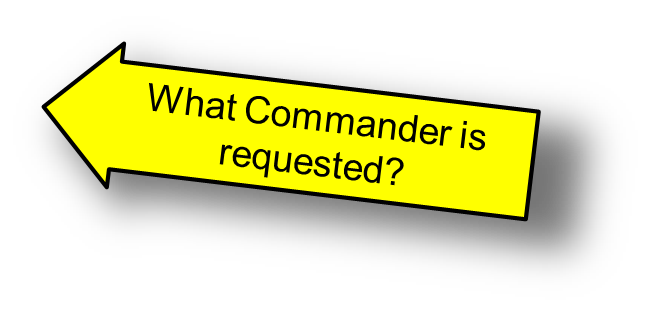 What Commander is
requested?